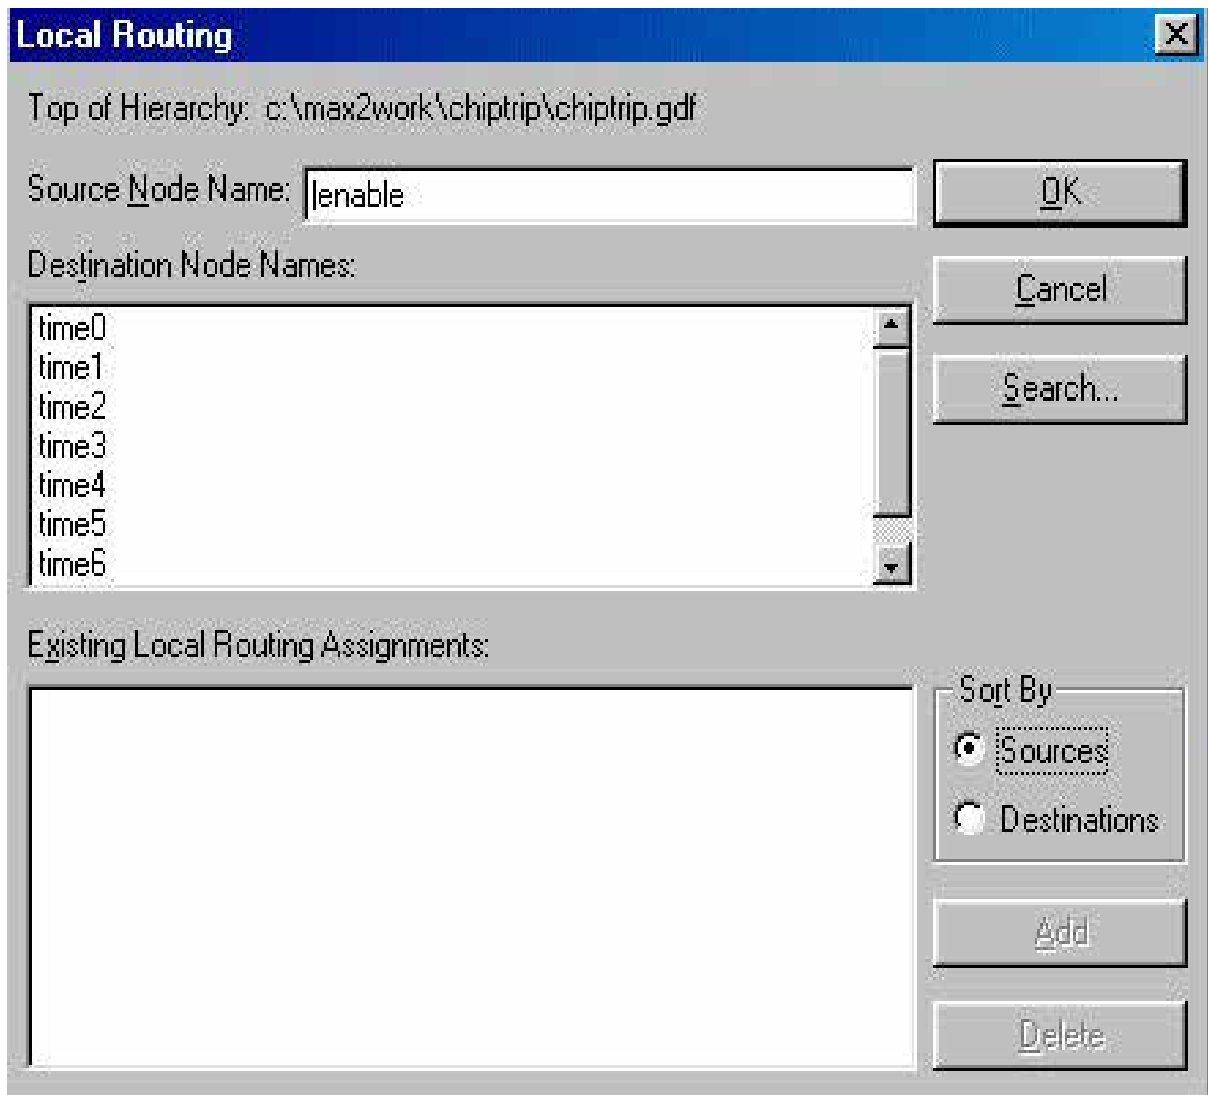 Local Routing
Top of Hierarchy: c:\max2work\chiptrip\chiptrip.gdf
Source Node Name: |enable
OK
Destination Node Names:
Cancel
time0
time1
time2
time3
time4
time5
time6
Search...
Existing Local Routing Assignments:
Sort By
Sources
Destinations
Add
Delete